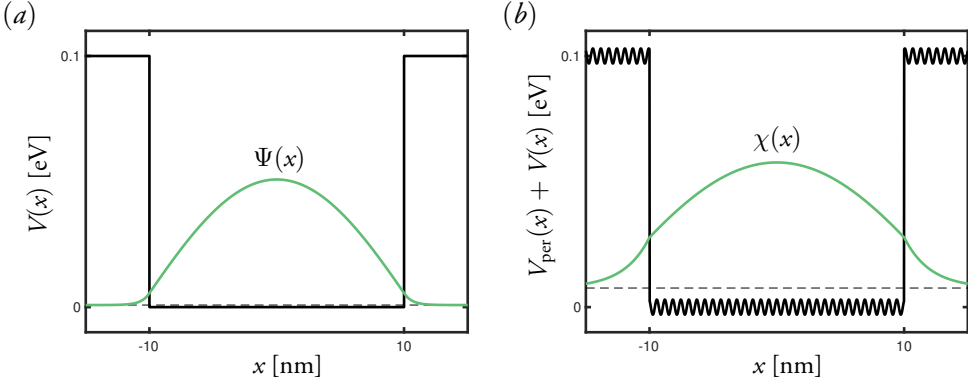 (a)
V(x) [eV]
0.1
0
Ψ(x)
-10
10
x [nm]
(b)
V_per(x) + V(x) [eV]
0.1
0
χ(x)
-10
10
x [nm]